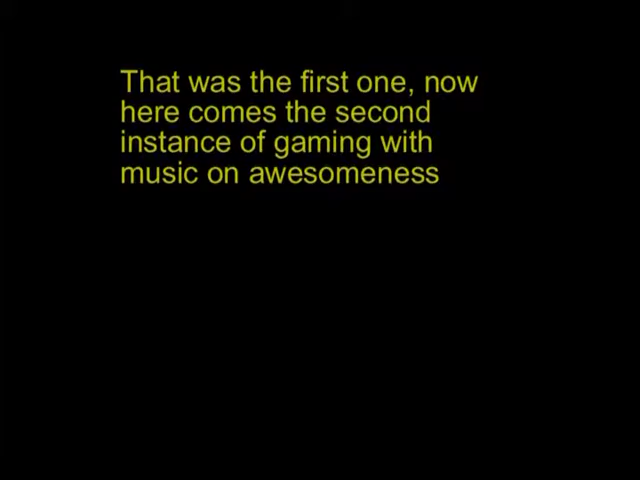 That was the first one, now
here comes the second
instance of gaming with
music on awesomeness